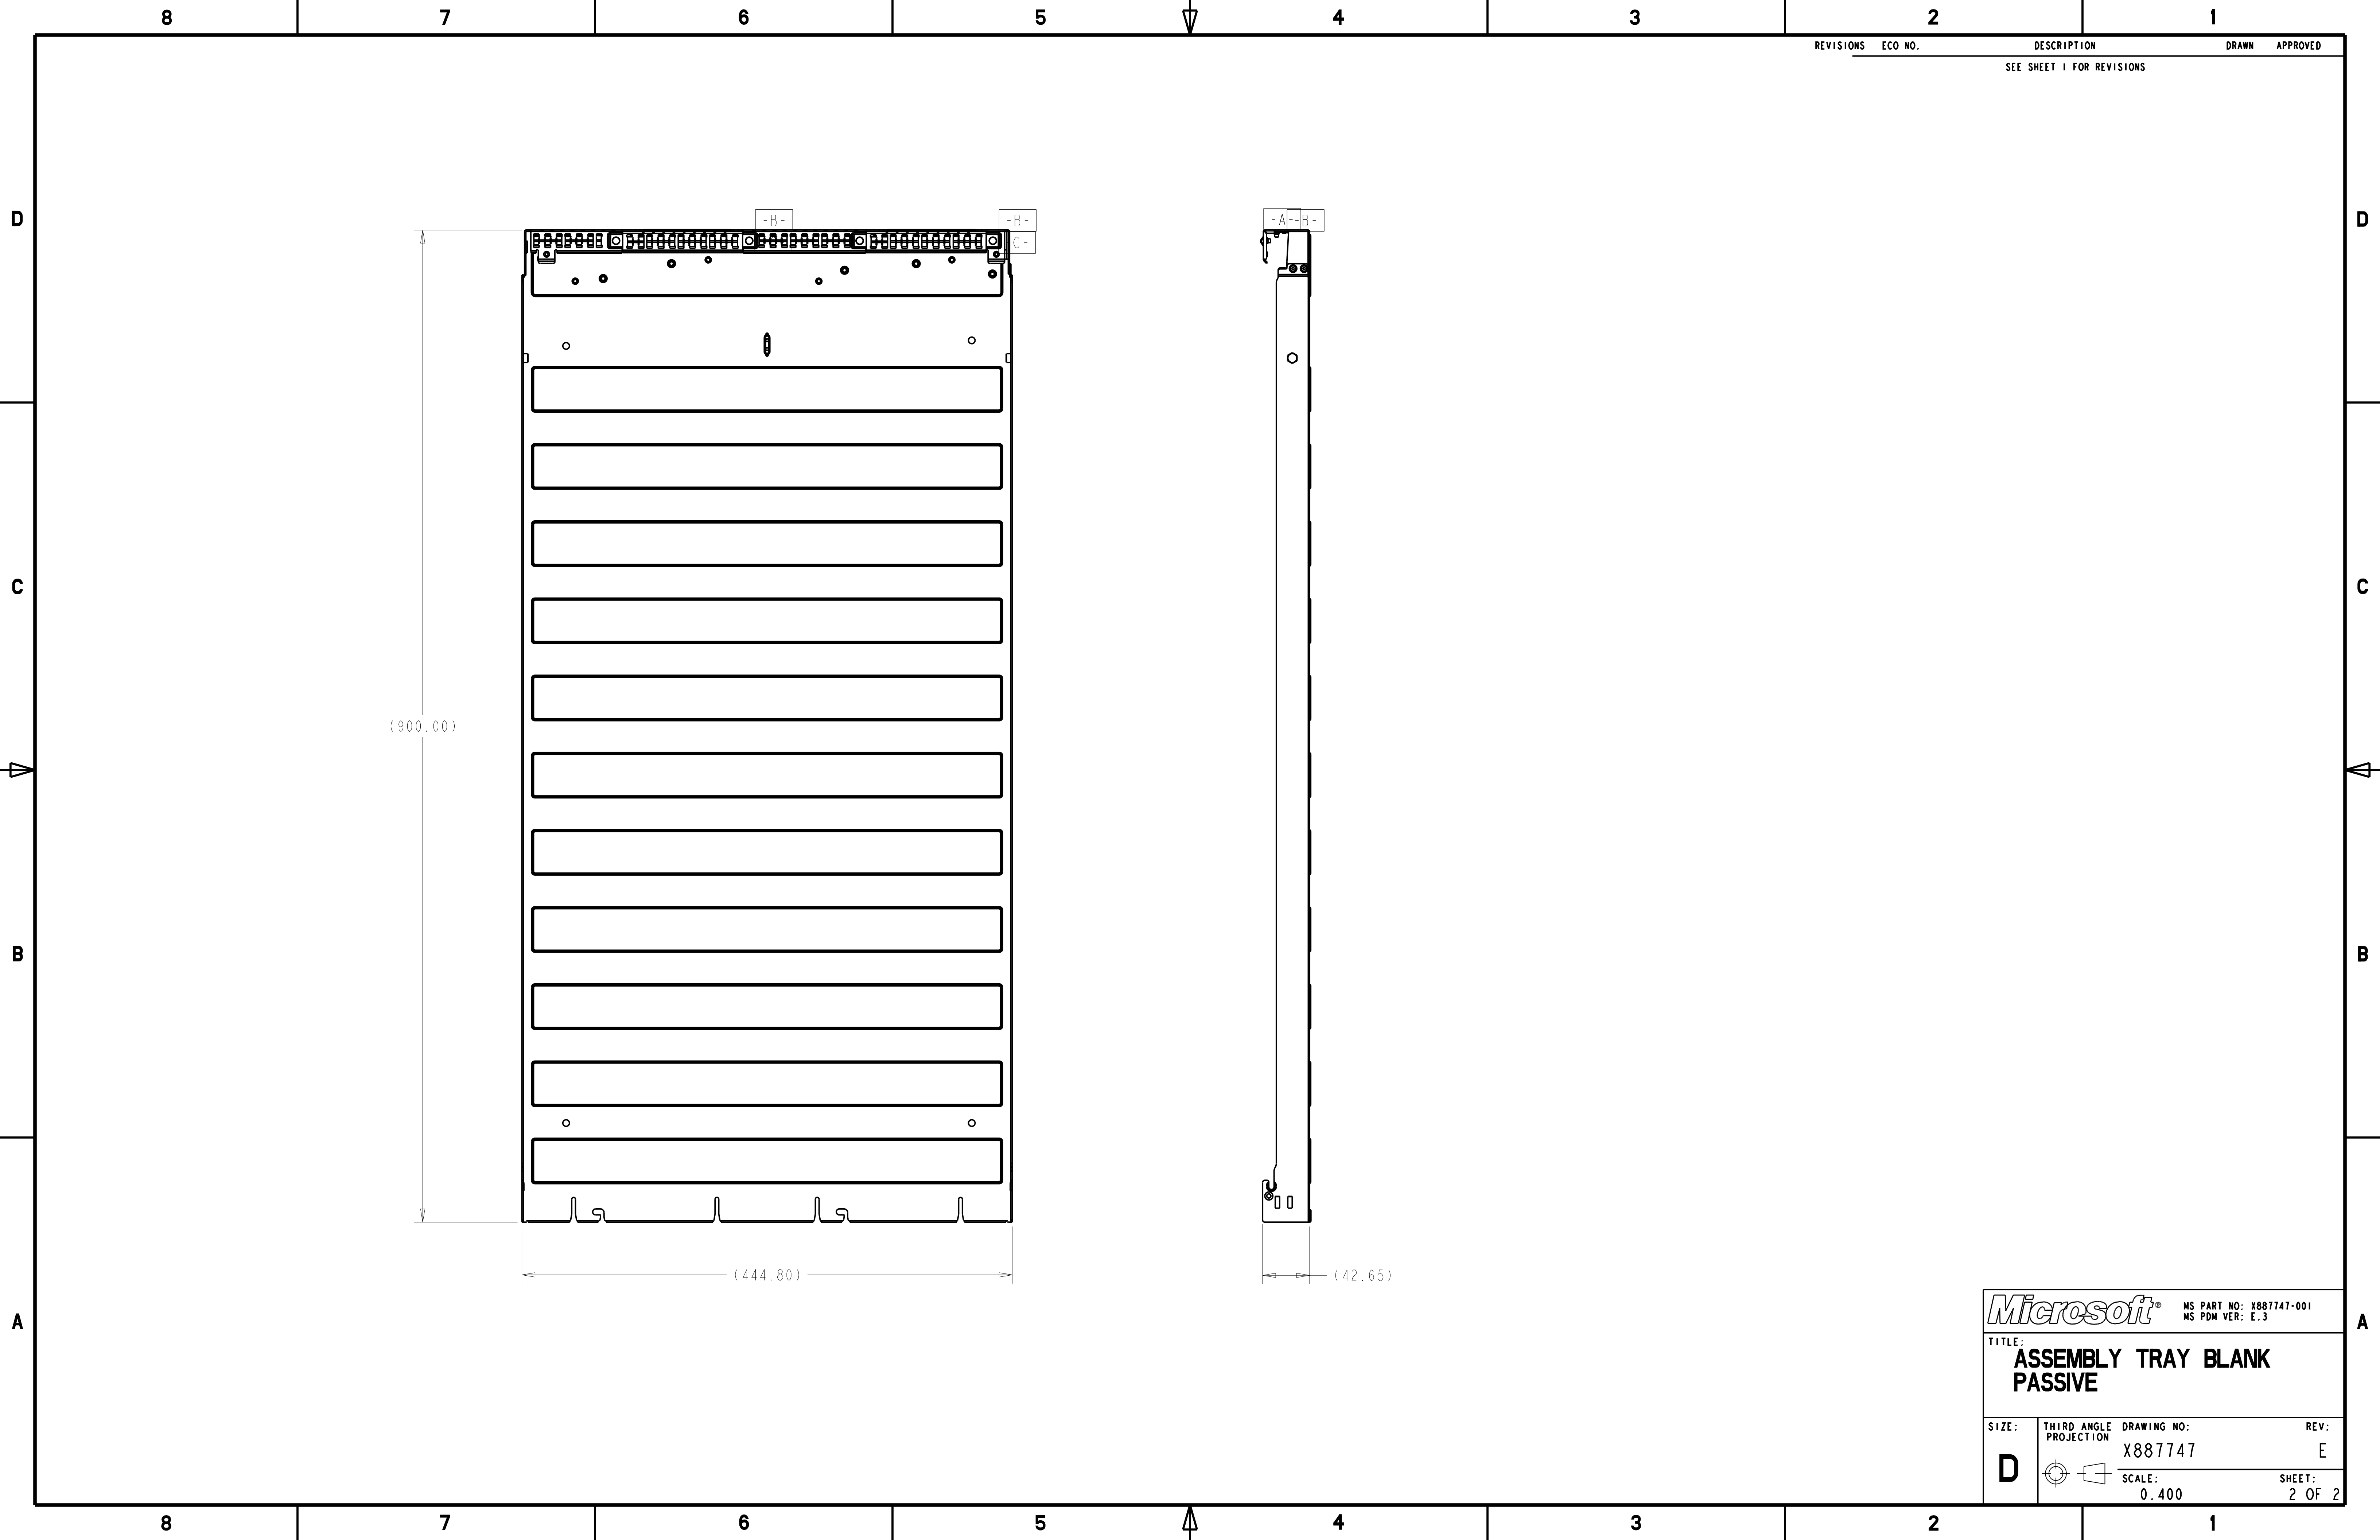 8 7 6 5 4 3 2 1
REVISIONS ECO NO. DESCRIPTION DRAWN APPROVED
SEE SHEET 1 FOR REVISIONS
D D
-B- -B- -A- -B-
C-
C C
(900.00)
B B
(444.80) (42.65)
A A
Microsoft®
MS PART NO: X887747-001
MS PDM VER: E.3
TITLE:
ASSEMBLY TRAY BLANK
PASSIVE
SIZE:
D
THIRD ANGLE
PROJECTION
DRAWING NO:
X887747
REV:
E
SCALE:
0.400
SHEET:
2 OF 2
8 7 6 5 4 3 2 1